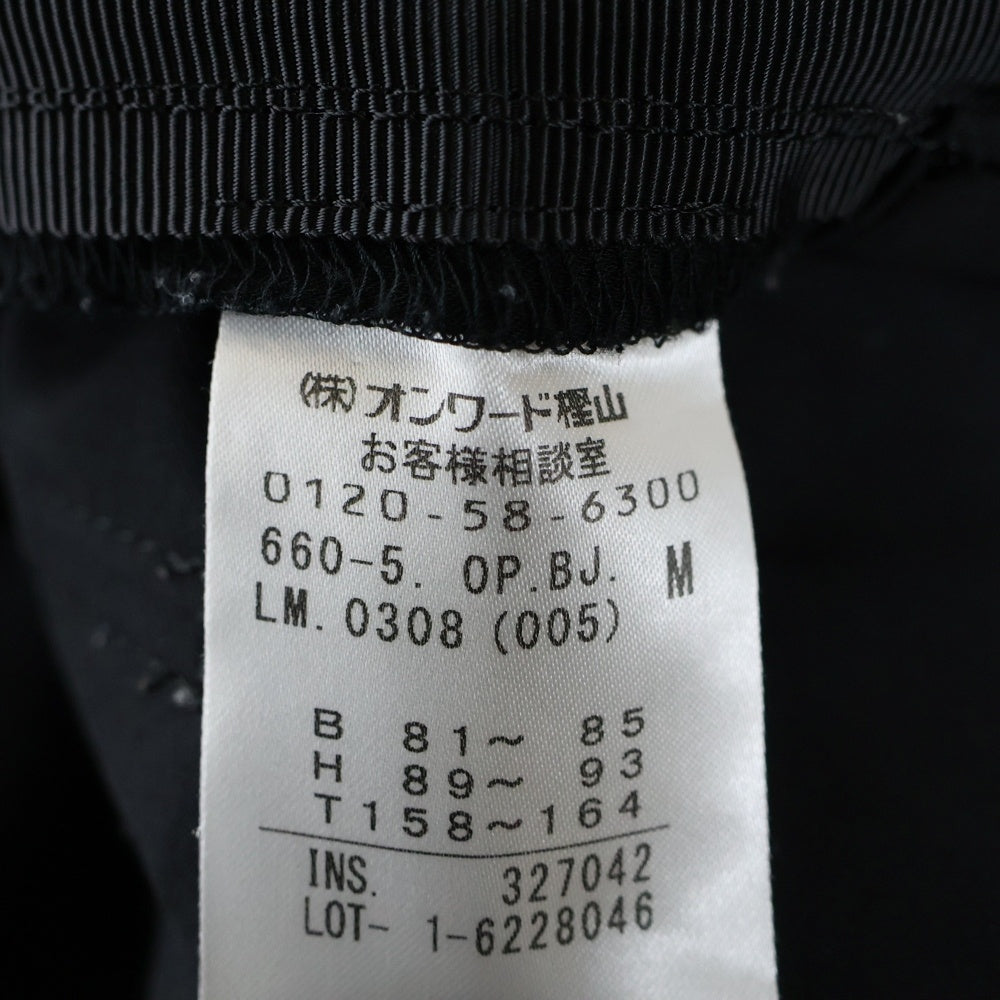 (株)オンワード樫山
お客様相談室
0120-58-6300
660-5. OP.BJ. M
LM. 0308 (005)
B 81~ 85
H 89~ 93
T158~164
INS. 327042
LOT- 1-6228046